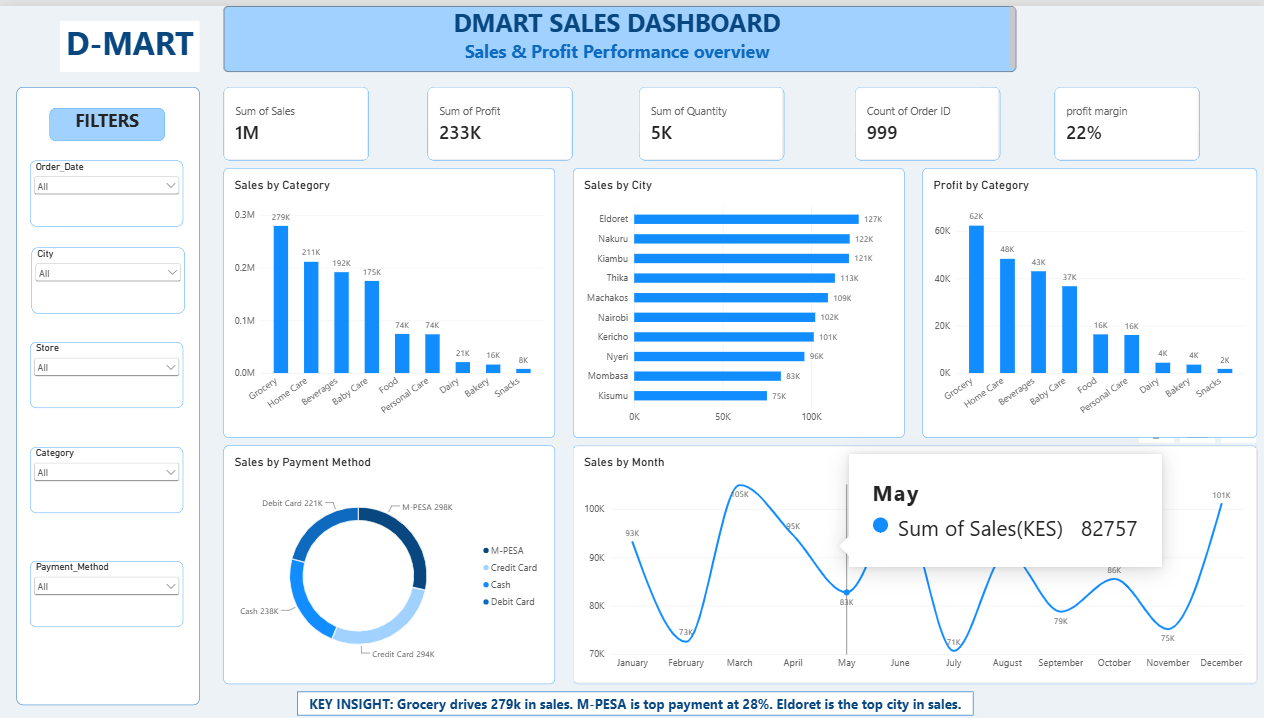 D-MART
DMART SALES DASHBOARD
Sales & Profit Performance overview
FILTERS
Order_Date
All
City
All
Store
All
Category
All
Payment_Method
All
Sum of Sales
1M
Sum of Profit
233K
Sum of Quantity
5K
Count of Order ID
999
profit margin
22%
Sales by Category
0.3M
0.2M
0.1M
0.0M
279K
211K
192K
175K
74K
74K
21K
16K
8K
Grocery
Home Care
Beverages
Baby Care
Food
Personal Care
Dairy
Bakery
Snacks
Sales by City
Eldoret 127K
Nakuru 122K
Kiambu 121K
Thika 113K
Machakos 109K
Nairobi 102K
Kericho 101K
Nyeri 96K
Mombasa 83K
Kisumu 75K
0K 50K 100K
Profit by Category
60K
40K
20K
0K
62K
48K
43K
37K
16K
16K
4K
4K
2K
Grocery
Home Care
Beverages
Baby Care
Food
Personal Care
Dairy
Bakery
Snacks
Sales by Payment Method
Debit Card 221K
M-PESA 298K
Cash 238K
Credit Card 294K
M-PESA
Credit Card
Cash
Debit Card
Sales by Month
100K
90K
80K
70K
93K
73K
105K
95K
83K
71K
79K
86K
75K
101K
January February March April May June July August September October November December
May
Sum of Sales(KES) 82757
KEY INSIGHT: Grocery drives 279k in sales. M-PESA is top payment at 28%. Eldoret is the top city in sales.